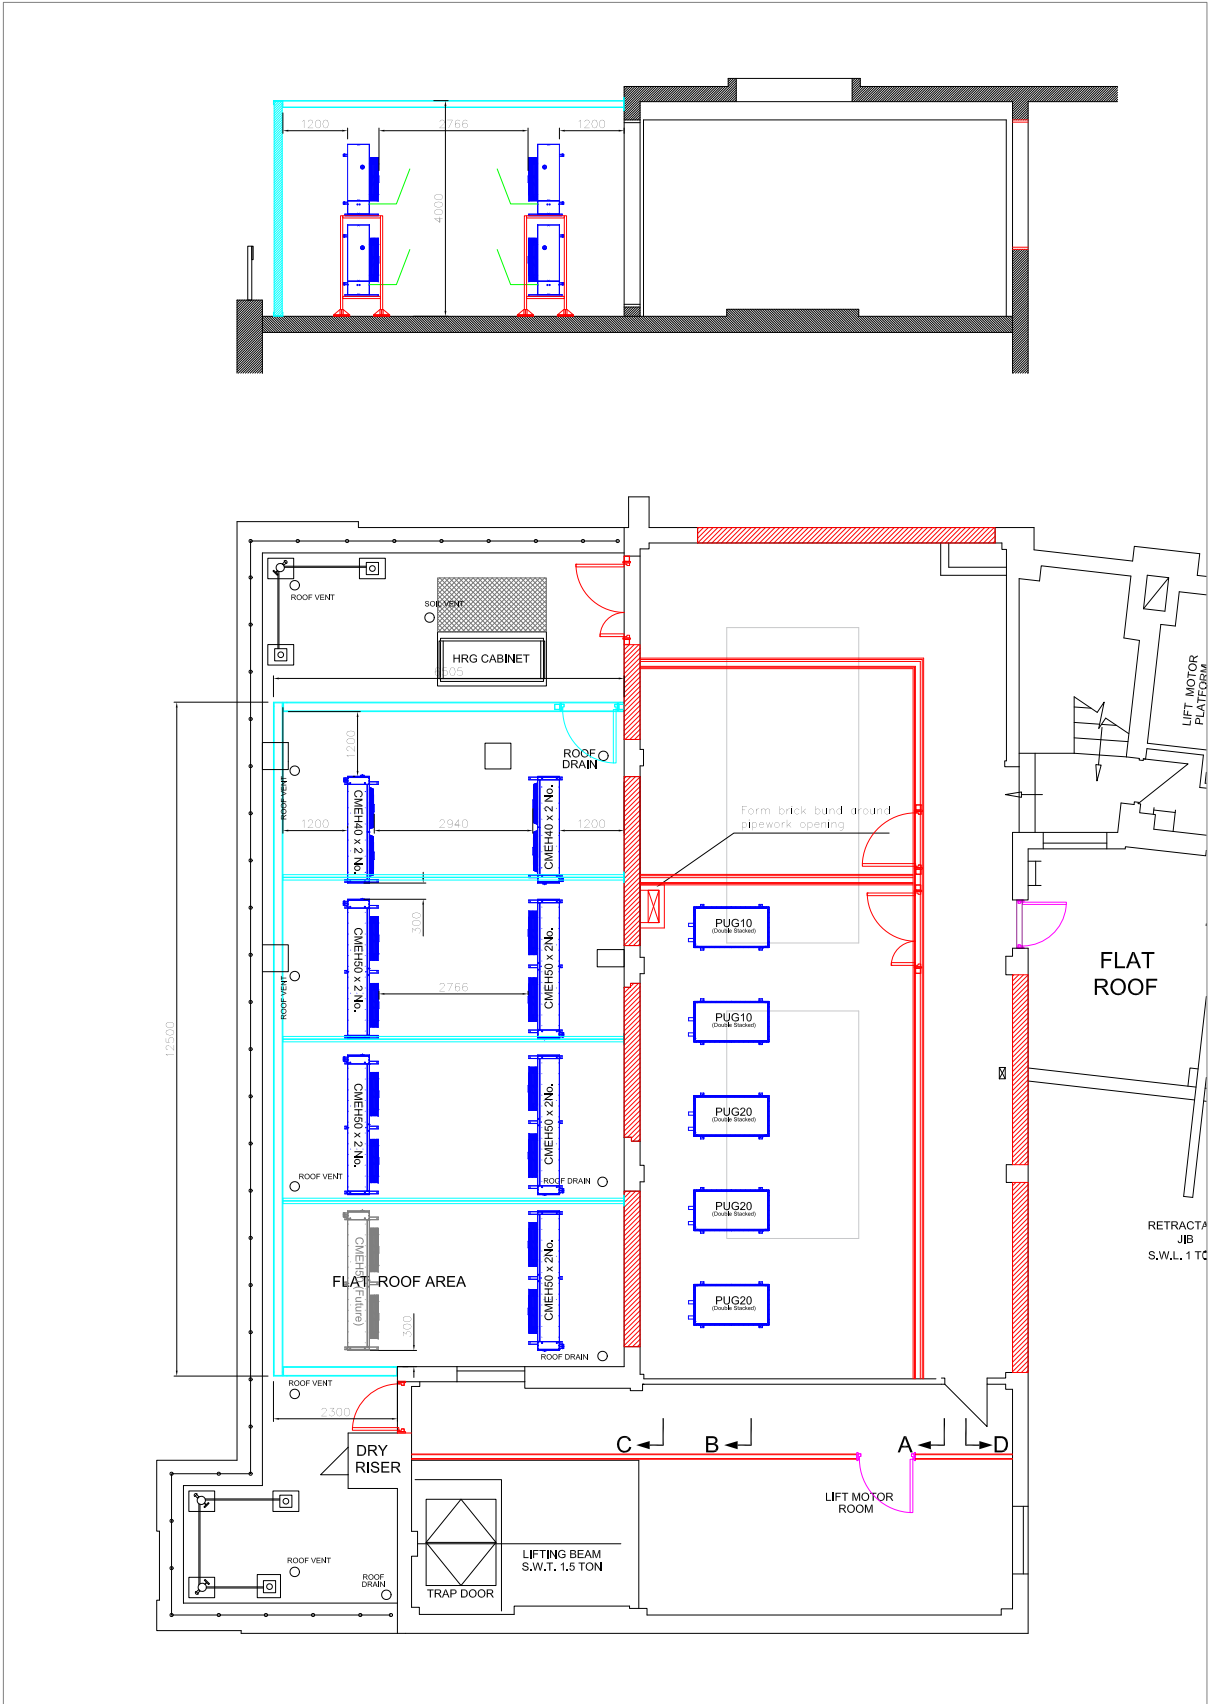 1200
2766
1200
4000
ROOF VENT
SOIL VENT
HRG CABINET
6505
LIFT MOTOR
PLATFORM
1200
ROOF
DRAIN
ROOF VENT
CMEH40 x 2 No.
CMEH40 x 2 No.
1200
2940
1200
Form brick bund around
pipework opening
300
PUG10
(Double Stacked)
CMEH50 x 2 No.
CMEH50 x 2No.
ROOF VENT
2766
FLAT
ROOF
PUG10
(Double Stacked)
12500
CMEH50 x 2 No.
CMEH50 x 2No.
PUG20
(Double Stacked)
ROOF VENT
ROOF DRAIN
PUG20
(Double Stacked)
RETRACTA
JIB
S.W.L. 1 TO
CMEH50 (Future)
CMEH50 x 2No.
FLAT ROOF AREA
PUG20
(Double Stacked)
300
ROOF DRAIN
ROOF VENT
2300
C
B
A
D
DRY
RISER
LIFT MOTOR
ROOM
LIFTING BEAM
S.W.T. 1.5 TON
ROOF VENT
ROOF
DRAIN
TRAP DOOR